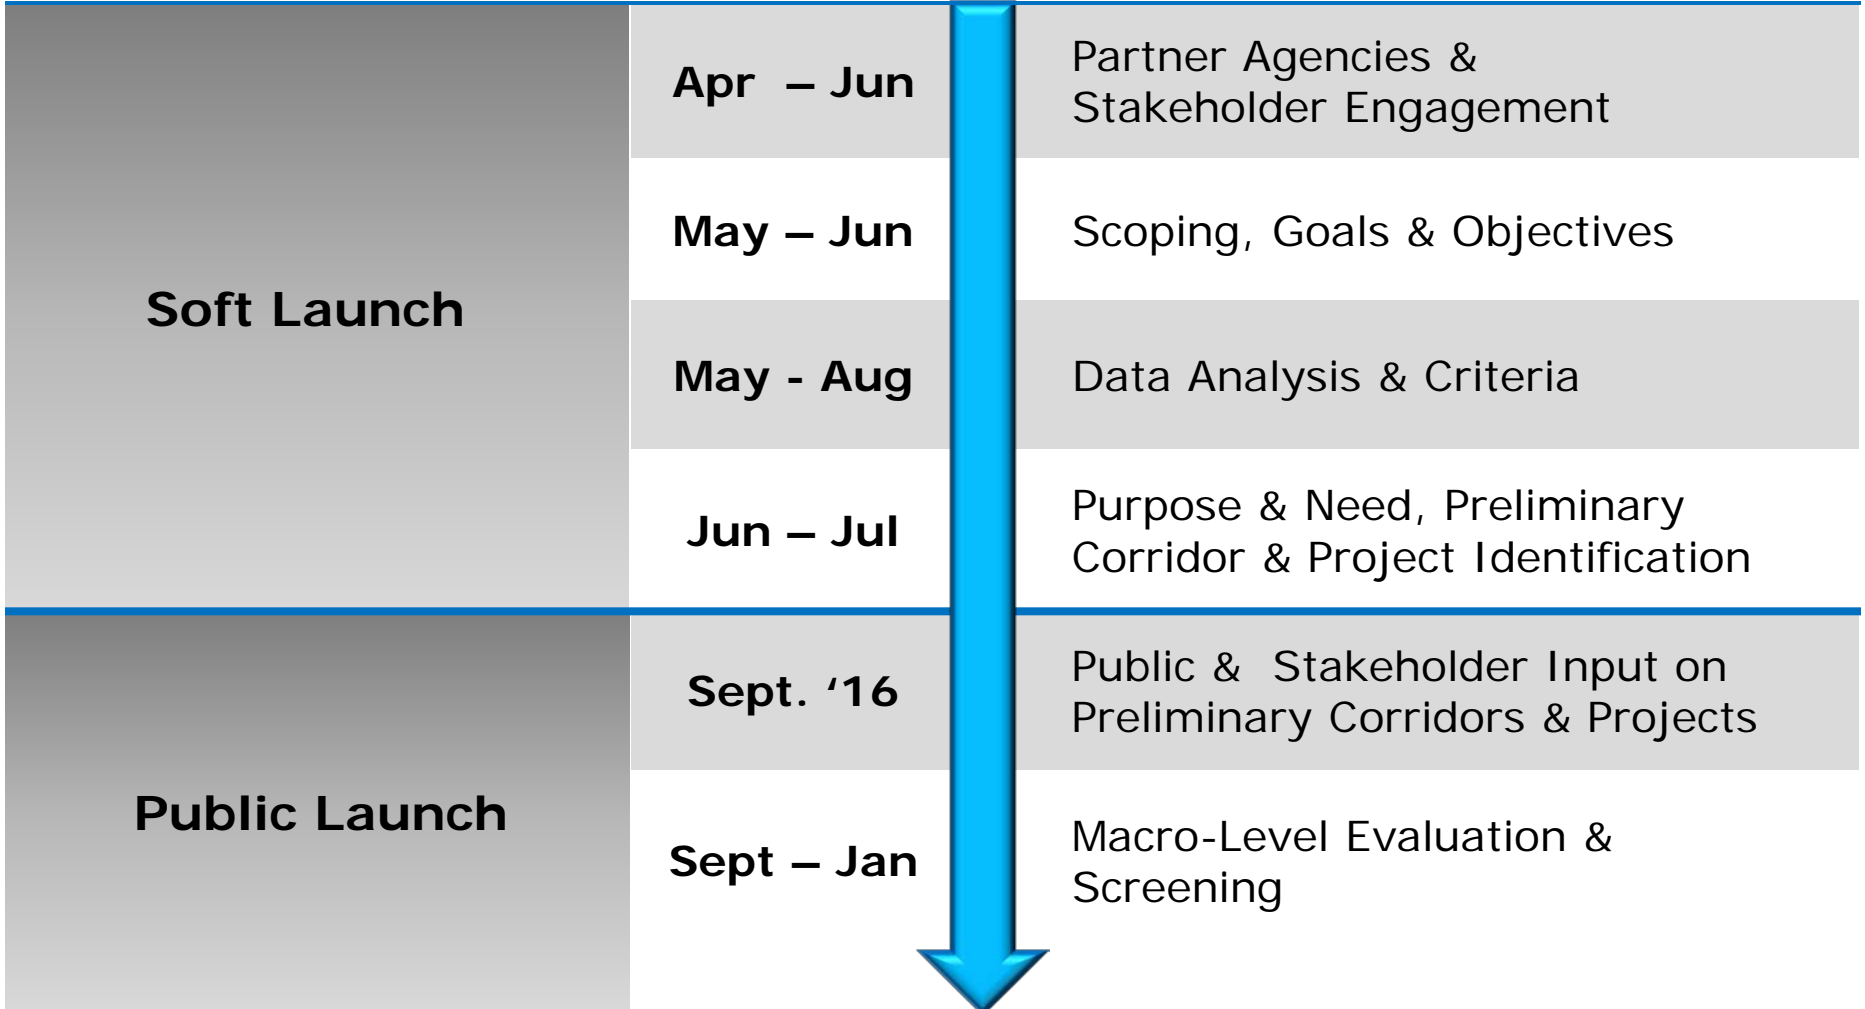 Soft Launch
Apr – Jun
Partner Agencies &
Stakeholder Engagement
May – Jun
Scoping, Goals & Objectives
May - Aug
Data Analysis & Criteria
Jun – Jul
Purpose & Need, Preliminary
Corridor & Project Identification
Public Launch
Sept. ‘16
Public & Stakeholder Input on
Preliminary Corridors & Projects
Sept – Jan
Macro-Level Evaluation &
Screening